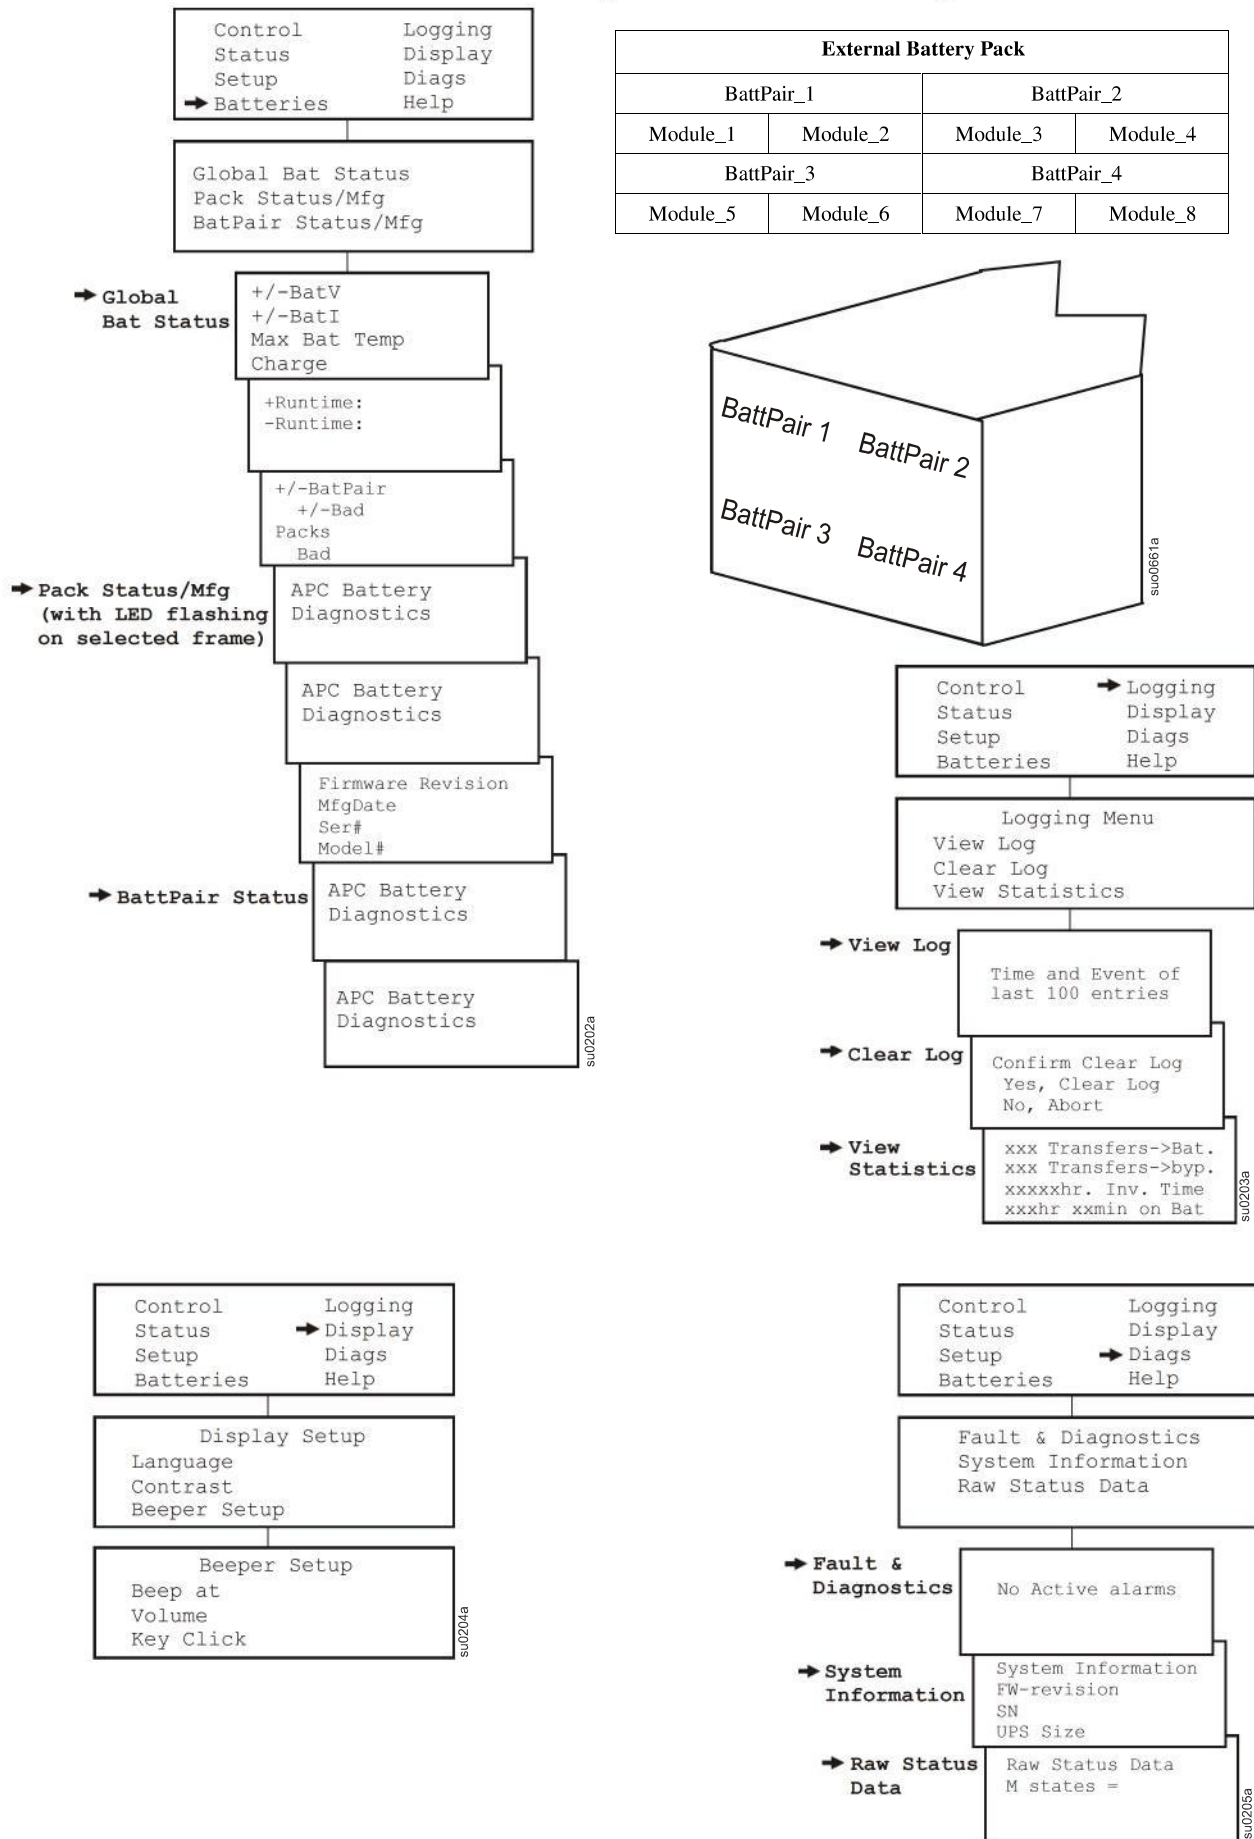 Control Logging
Status Display
Setup Diags
Batteries Help
Global Bat Status
Pack Status/Mfg
BatPair Status/Mfg
Global
Bat Status
+/-BatV
+/-BatI
Max Bat Temp
Charge
+Runtime:
-Runtime:
+/-BatPair
+/-Bad
Packs
Bad
Pack Status/Mfg
(with LED flashing
on selected frame)
APC Battery
Diagnostics
APC Battery
Diagnostics
Firmware Revision
MfgDate
Ser#
Model#
BattPair Status
APC Battery
Diagnostics
APC Battery
Diagnostics
su0202a
External Battery Pack
BattPair_1 BattPair_2
Module_1 Module_2 Module_3 Module_4
BattPair_3 BattPair_4
Module_5 Module_6 Module_7 Module_8
BattPair 1 BattPair 2
BattPair 3 BattPair 4
suo0661a
Control Logging
Status Display
Setup Diags
Batteries Help
Logging Menu
View Log
Clear Log
View Statistics
View Log
Time and Event of
last 100 entries
Clear Log
Confirm Clear Log
Yes, Clear Log
No, Abort
View
Statistics
xxx Transfers->Bat.
xxx Transfers->byp.
xxxxxhr. Inv. Time
xxxhr xxmin on Bat
su0203a
Control Logging
Status Display
Setup Diags
Batteries Help
Display Setup
Language
Contrast
Beeper Setup
Beeper Setup
Beep at
Volume
Key Click
su0204a
Control Logging
Status Display
Setup Diags
Batteries Help
Fault & Diagnostics
System Information
Raw Status Data
Fault &
Diagnostics
No Active alarms
System
Information
System Information
FW-revision
SN
UPS Size
Raw Status
Data
Raw Status Data
M states =
su0205a